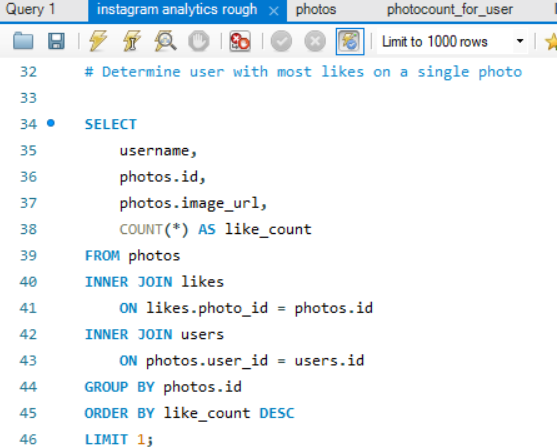 Query 1 instagram analytics rough × photos photocount_for_user
Limit to 1000 rows
32 # Determine user with most likes on a single photo
33
34 SELECT
35 username,
36 photos.id,
37 photos.image_url,
38 COUNT(*) AS like_count
39 FROM photos
40 INNER JOIN likes
41 ON likes.photo_id = photos.id
42 INNER JOIN users
43 ON photos.user_id = users.id
44 GROUP BY photos.id
45 ORDER BY like_count DESC
46 LIMIT 1;